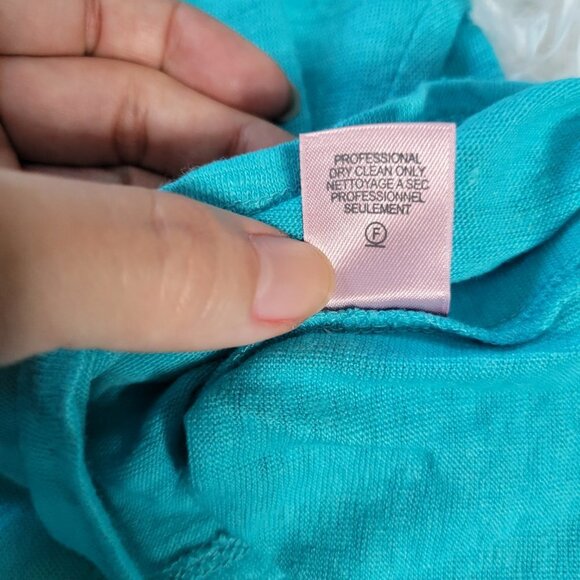 PROFESSIONAL
DRY CLEAN ONLY
NETTOYAGE A SEC
PROFESSIONNEL
SEULEMENT
F